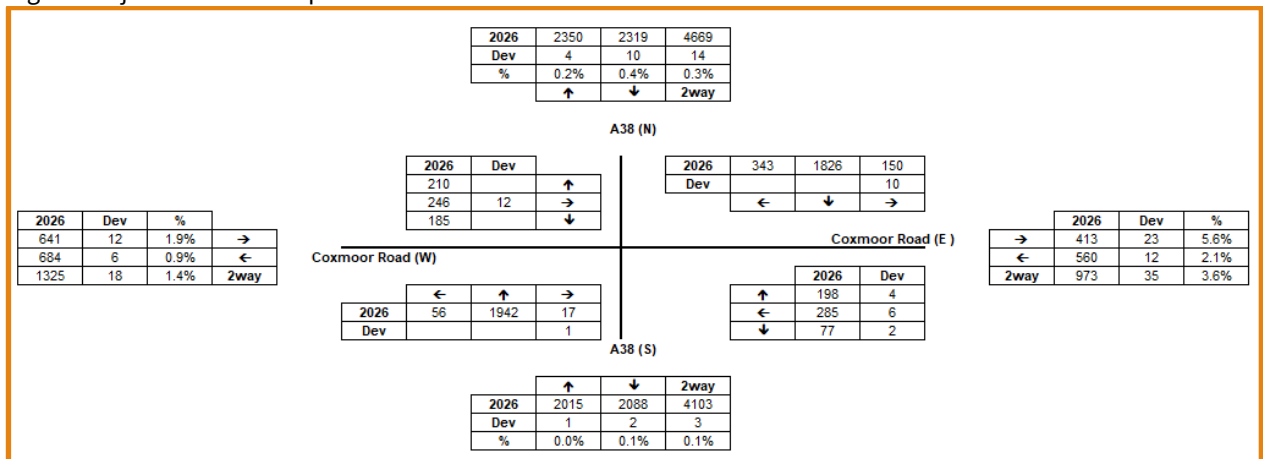 2026 2350 2319 4669
Dev 4 10 14
% 0.2% 0.4% 0.3%
↑ ↓ 2way
A38 (N)
2026 Dev
210 ↑
246 12 →
185 ↓
2026 343 1826 150
Dev 10
← ↓ →
2026 Dev %
641 12 1.9% →
684 6 0.9% ←
1325 18 1.4% 2way
Coxmoor Road (W)
Coxmoor Road (E )
2026 Dev %
→ 413 23 5.6%
← 560 12 2.1%
2way 973 35 3.6%
← ↑ →
2026 56 1942 17
Dev 1
2026 Dev
↑ 198 4
← 285 6
↓ 77 2
A38 (S)
↑ ↓ 2way
2026 2015 2088 4103
Dev 1 2 3
% 0.0% 0.1% 0.1%